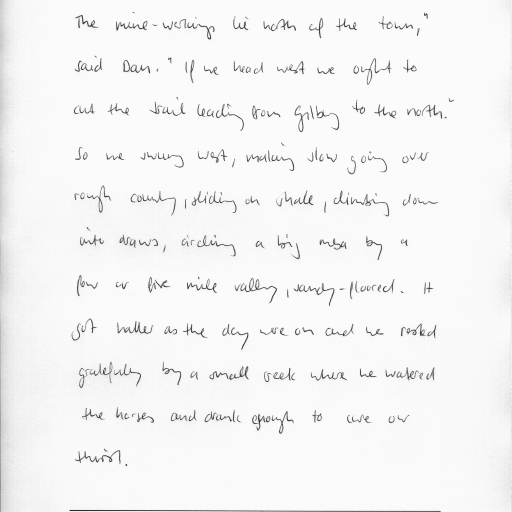 The mine-workings lie north of the town,"
said Dan. "If we head west we ought to
cut the trail leading from Gilbey to the north."
So we swung west, making slow going over
rough country, sliding on shale, climbing down
into draws, circling a big mesa by a
four or five mile valley, sandy-floored. It
got hotter as the day wore on and we rested
gratefully by a small creek where we watered
the horses and drank enough to cure our
thirst.